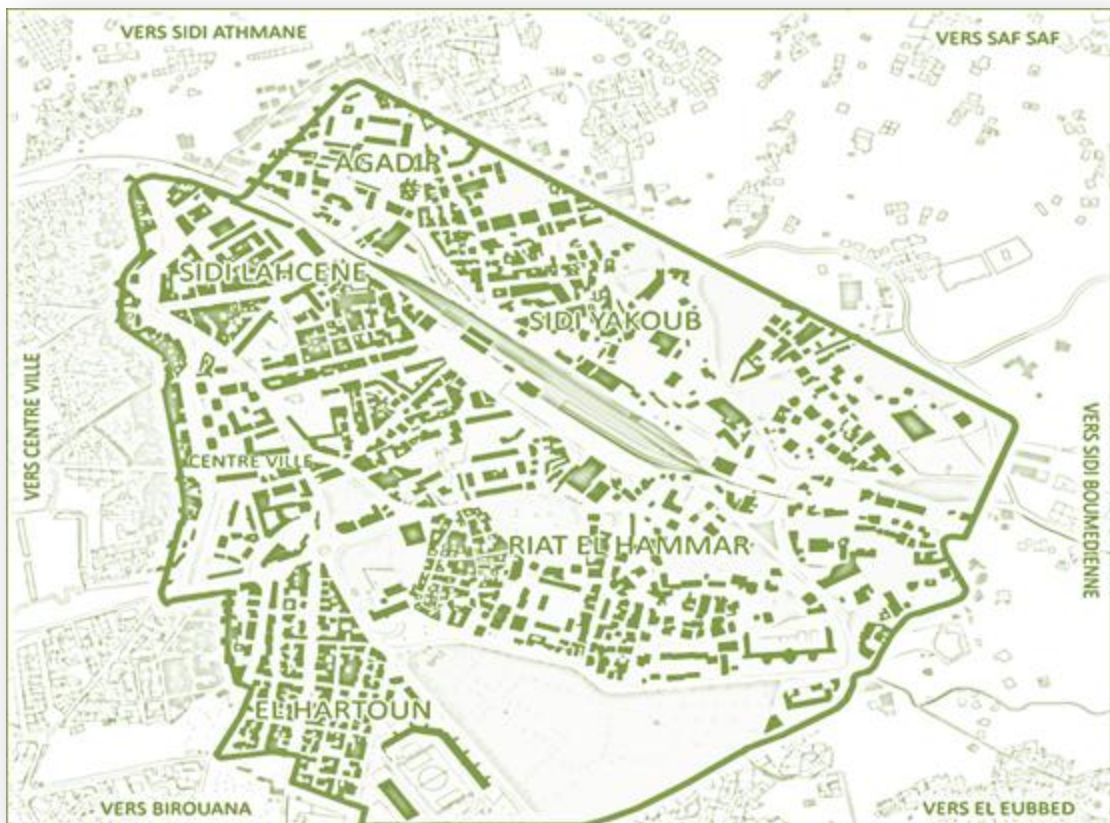 VERS SIDI ATHMANE
VERS SAF SAF
AGADIR
SIDI LAHCENE
SIDI YAKOUB
VERS CENTRE VILLE
VERS SIDI BOUMEDENNE
CENTRE VILLE
RIAT EL HAMMAR
EL HARTOUN
VERS BIROUANA
VERS EL EUBBED